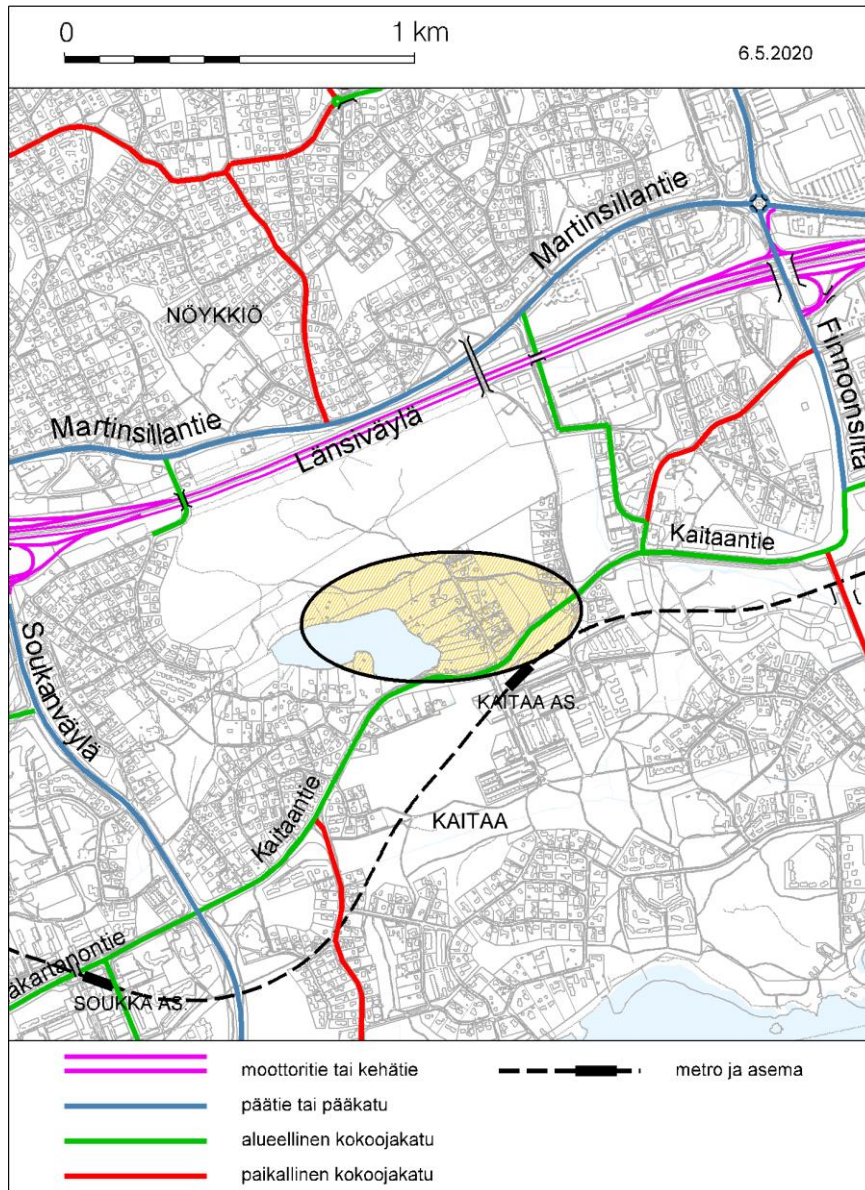 0 1 km
6.5.2020
Martinsillantie
NÖYKKIÖ
Finnoonsilta
Martinsillantie
Länsiväylä
Kaitaantie
Soukanväylä
KAITAA AS.
KAITAA
Kaitaantie
akartanontie
SOUKKA AS.
moottoritie tai kehätie
metro ja asema
päätie tai pääkatu
alueellinen kokoojakatu
paikallinen kokoojakatu